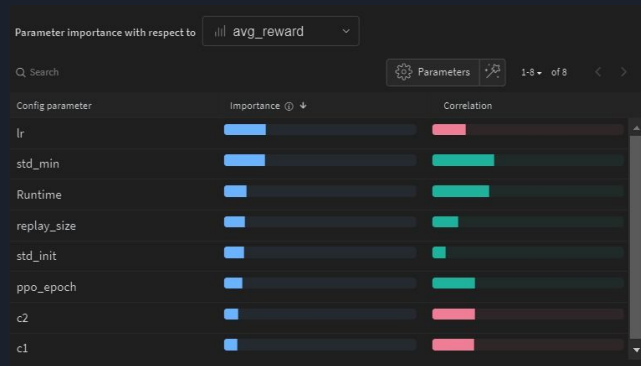 Parameter importance with respect to avg_reward
Search Parameters 1-8 of 8
Config parameter Importance Correlation
lr
std_min
Runtime
replay_size
std_init
ppo_epoch
c2
c1